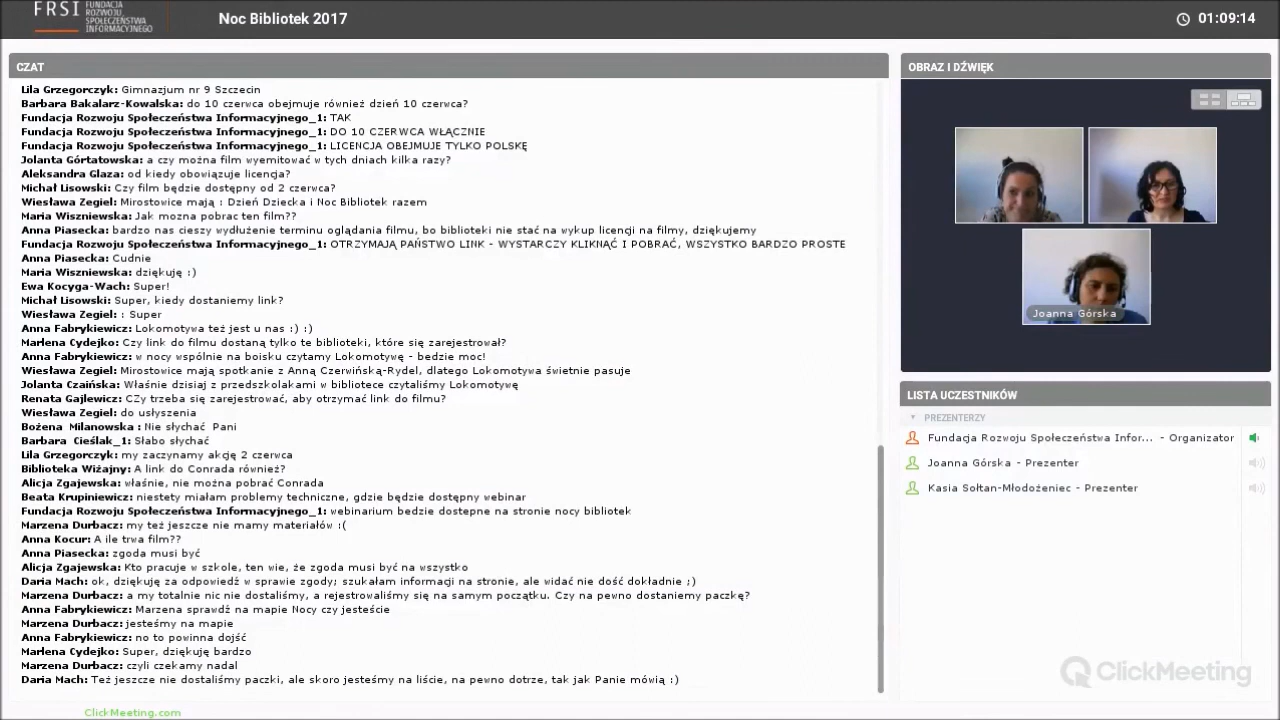 FRSI
FUNDACJA
ROZWOJU
SPOŁECZEŃSTWA
INFORMACYJNEGO
Noc Bibliotek 2017
01:09:14
CZAT
Lila Grzegorczyk: Gimnazjum nr 9 Szczecin
Barbara Bakalarz-Kowalska: do 10 czerwca obejmuje również dzień 10 czerwca?
Fundacja Rozwoju Społeczeństwa Informacyjnego_1: TAK
Fundacja Rozwoju Społeczeństwa Informacyjnego_1: DO 10 CZERWCA WŁĄCZNIE
Fundacja Rozwoju Społeczeństwa Informacyjnego_1: LICENCJA OBEJMUJE TYLKO POLSKĘ
Jolanta Górtatowska: a czy można film wyemitować w tych dniach kilka razy?
Aleksandra Glaza: od kiedy obowiązuje licencja?
Michał Lisowski: Czy film będzie dostępny od 2 czerwca?
Wiesława Zegiel: Mirostowice mają : Dzień Dziecka i Noc Bibliotek razem
Maria Wiszniewska: Jak mozna pobrac ten film??
Anna Piasecka: bardzo nas cieszy wydłużenie terminu oglądania filmu, bo biblioteki nie stać na wykup licencji na filmy, dziękujemy
Fundacja Rozwoju Społeczeństwa Informacyjnego_1: OTRZYMAJĄ PAŃSTWO LINK - WYSTARCZY KLIKNĄĆ I POBRAĆ, WSZYSTKO BARDZO PROSTE
Anna Piasecka: Cudnie
Maria Wiszniewska: dziękuję :)
Ewa Kocyga-Wach: Super!
Michał Lisowski: Super, kiedy dostaniemy link?
Wiesława Zegiel: : Super
Anna Fabrykiewicz: Lokomotywa też jest u nas :) :)
Marlena Cydejko: Czy link do filmu dostaną tylko te biblioteki, które się zarejestrował?
Anna Fabrykiewicz: w nocy wspólnie na boisku czytamy Lokomotywę - bedzie moc!
Wiesława Zegiel: Mirostowice mają spotkanie z Anną Czerwińską-Rydel, dlatego Lokomotywa świetnie pasuje
Jolanta Czaińska: Właśnie dzisiaj z przedszkolakami w bibliotece czytaliśmy Lokomotywę
Renata Gajlewicz: CZy trzeba się zarejestrować, aby otrzymać link do filmu?
Wiesława Zegiel: do usłyszenia
Bożena Milanowska : Nie słychać Pani
Barbara Cieślak_1: Słabo słychać
Lila Grzegorczyk: my zaczynamy akcję 2 czerwca
Biblioteka Wiżajny: A link do Conrada również?
Alicja Zgajewska: właśnie, nie można pobrać Conrada
Beata Krupiniewicz: niestety miałam problemy techniczne, gdzie będzie dostępny webinar
Fundacja Rozwoju Społeczeństwa Informacyjnego_1: webinarium bedzie dostepne na stronie nocy bibliotek
Marzena Durbacz: my też jeszcze nie mamy materiałów :(
Anna Kocur: A ile trwa film??
Anna Piasecka: zgoda musi być
Alicja Zgajewska: Kto pracuje w szkole, ten wie, że zgoda musi być na wszystko
Daria Mach: ok, dziękuję za odpowiedź w sprawie zgody; szukałam informacji na stronie, ale widać nie dość dokładnie ;)
Marzena Durbacz: a my totalnie nic nie dostaliśmy, a rejestrowaliśmy się na samym początku. Czy na pewno dostaniemy paczkę?
Anna Fabrykiewicz: Marzena sprawdź na mapie Nocy czy jesteście
Marzena Durbacz: jesteśmy na mapie
Anna Fabrykiewicz: no to powinna dojść
Marlena Cydejko: Super, dziękuję bardzo
Marzena Durbacz: czyli czekamy nadal
Daria Mach: Też jeszcze nie dostaliśmy paczki, ale skoro jesteśmy na liście, na pewno dotrze, tak jak Panie mówią :)
ClickMeeting.com
OBRAZ I DŹWIĘK
Joanna Górska
LISTA UCZESTNIKÓW
PREZENTERZY
Fundacja Rozwoju Społeczeństwa Infor... - Organizator
Joanna Górska - Prezenter
Kasia Sołtan-Młodożeniec - Prezenter
ClickMeeting